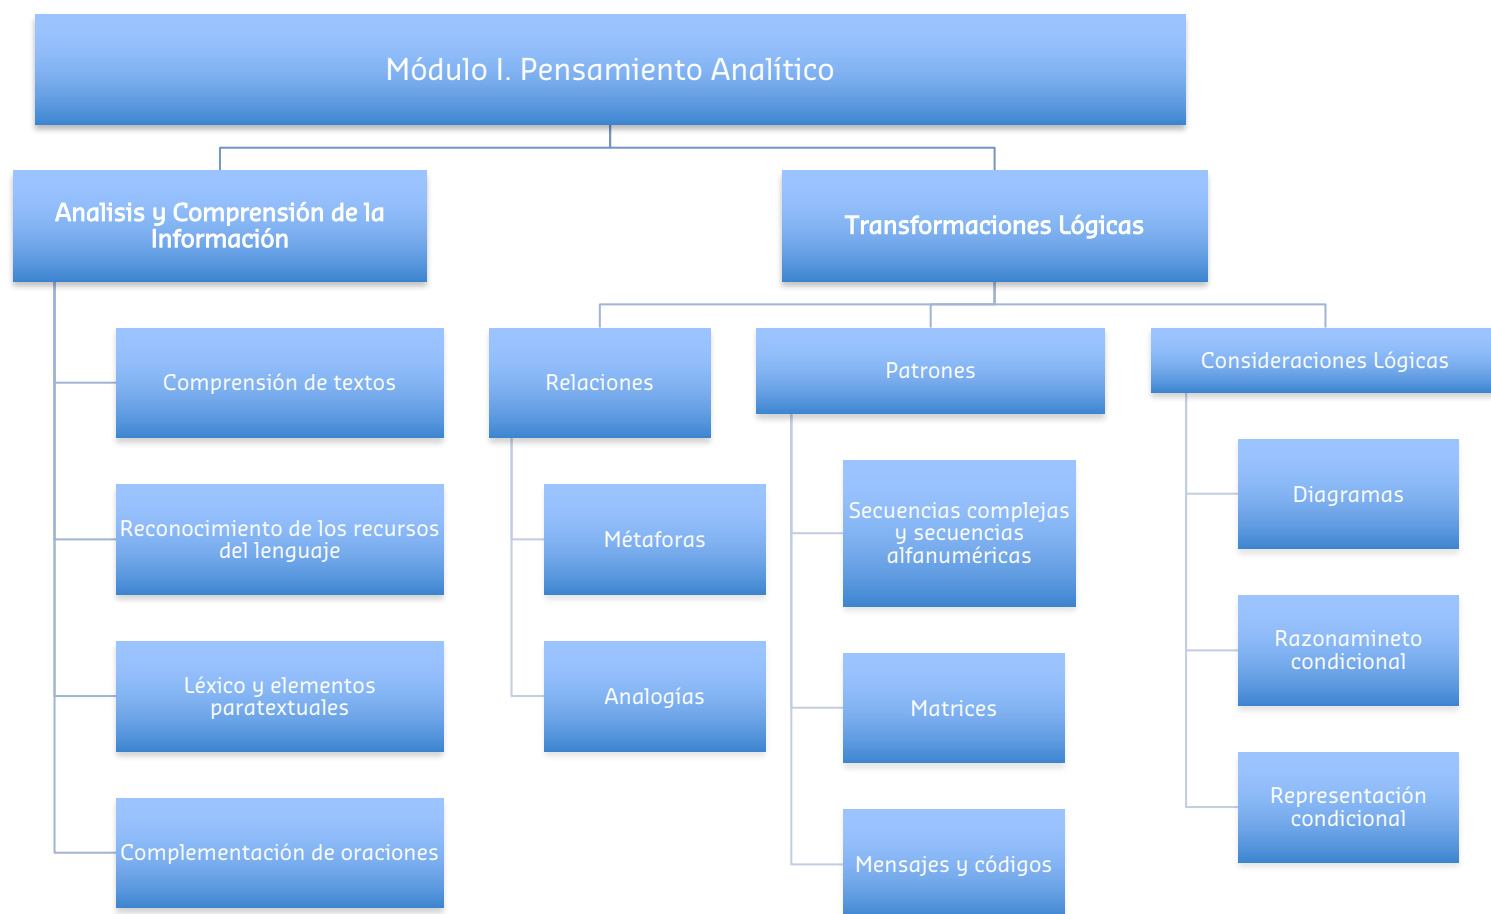 Módulo I. Pensamiento Analítico
Analisis y Comprensión de la
Información
Transformaciones Lógicas
Comprensión de textos
Reconocimiento de los recursos
del lenguaje
Léxico y elementos
paratextuales
Complementación de oraciones
Relaciones
Métaforas
Analogías
Patrones
Secuencias complejas
y secuencias
alfanuméricas
Matrices
Mensajes y códigos
Consideraciones Lógicas
Diagramas
Razonamineto
condicional
Representación
condicional